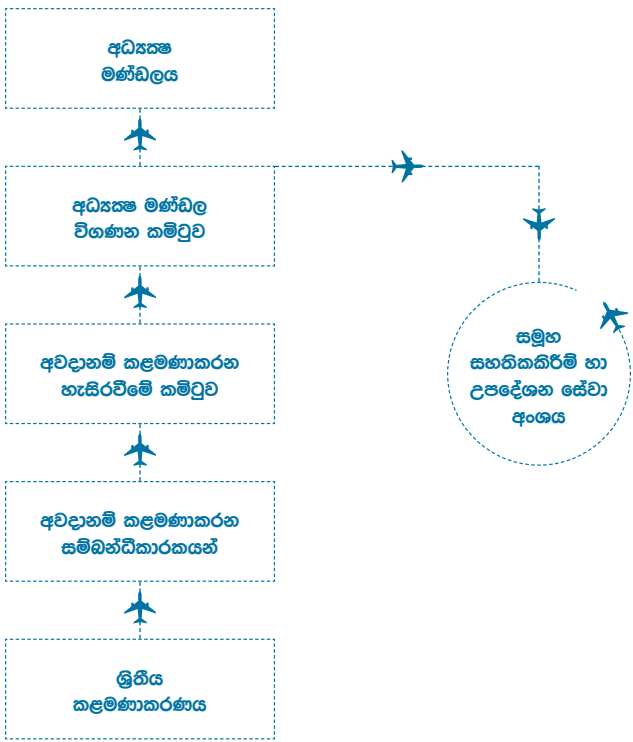 අධ්‍යක්ෂ
මණ්ඩලය
අධ්‍යක්ෂ මණ්ඩල
විගණන කමිටුව
අවදානම් කළමණාකරන
හැසිරවීමේ කමිටුව
අවදානම් කළමණාකරන
සම්බන්ධීකාරකයන්
ශ්‍රිතීය
කළමණාකරණය
සමූහ
සහතිකකිරීම් හා
උපදේශන සේවා
අංශය